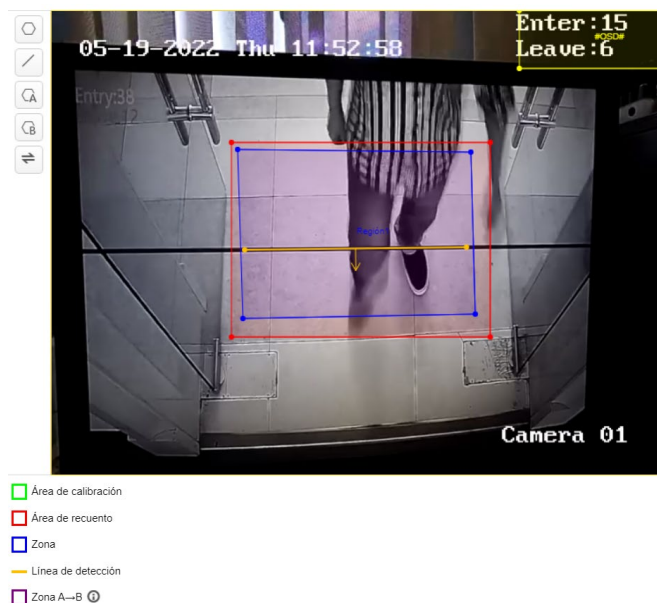 Enter:15
05-19-2022 Thu 11:52:58
Leave:6
#OSD#
Entry:38
Región
Camera 01
A
B
Área de calibración
Área de recuento
Zona
Línea de detección
Zona A→B